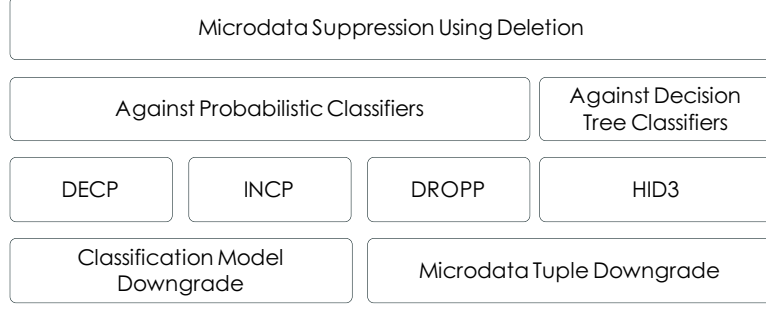 Microdata Suppression Using Deletion
Against Probabilistic Classifiers
Against Decision
Tree Classifiers
DECP
INCP
DROPP
HID3
Classification Model
Downgrade
Microdata Tuple Downgrade